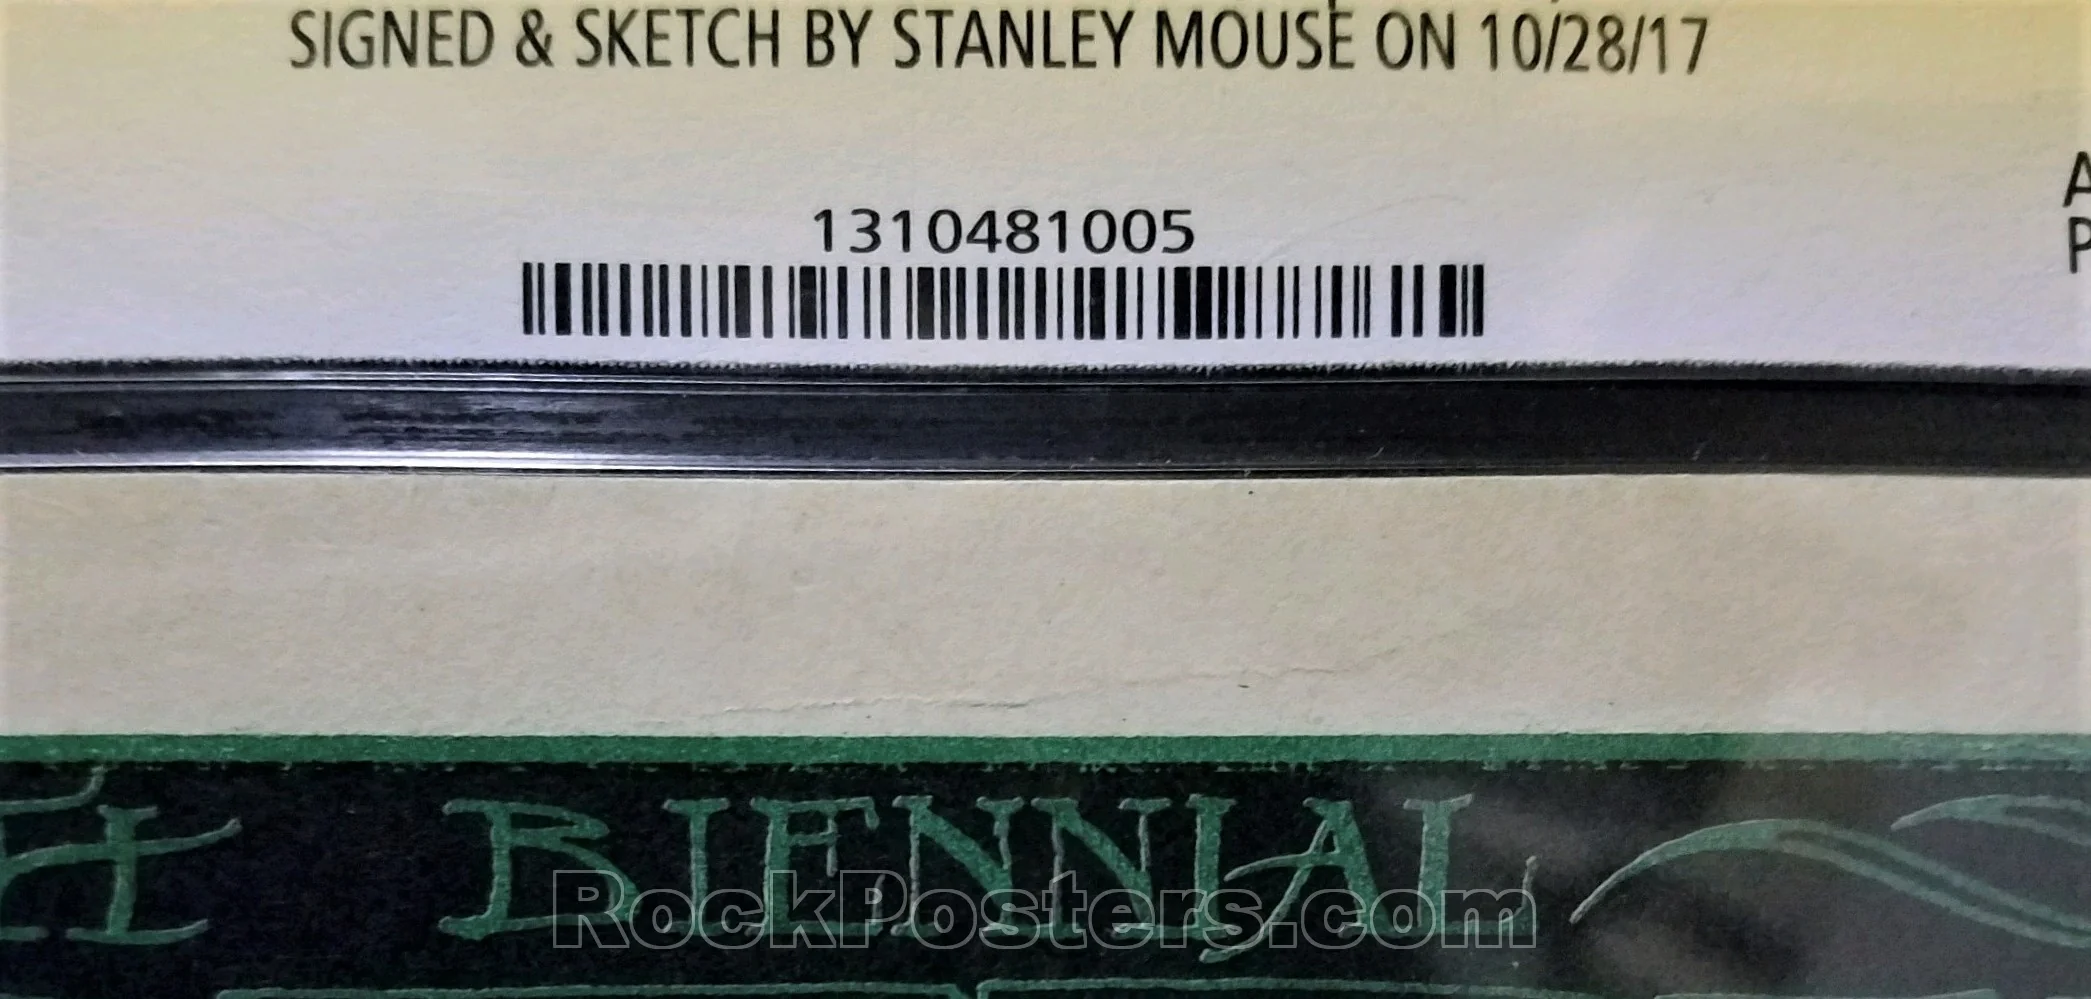 SIGNED & SKETCH BY STANLEY MOUSE ON 10/28/17
1310481005
A
P
BIENNIAL
RockPosters.com